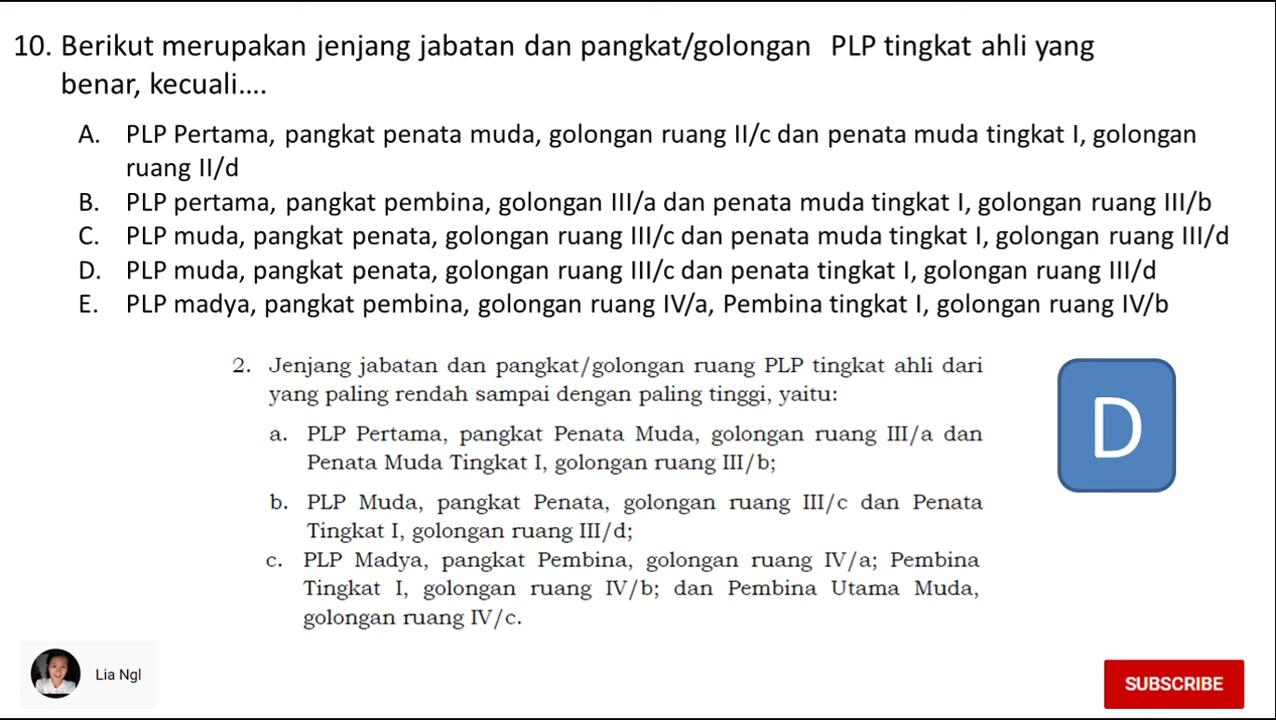 10. Berikut merupakan jenjang jabatan dan pangkat/golongan PLP tingkat ahli yang
benar, kecuali....
A. PLP Pertama, pangkat penata muda, golongan ruang II/c dan penata muda tingkat I, golongan
ruang II/d
B. PLP pertama, pangkat pembina, golongan III/a dan penata muda tingkat I, golongan ruang III/b
C. PLP muda, pangkat penata, golongan ruang III/c dan penata muda tingkat I, golongan ruang III/d
D. PLP muda, pangkat penata, golongan ruang III/c dan penata tingkat I, golongan ruang III/d
E. PLP madya, pangkat pembina, golongan ruang IV/a, Pembina tingkat I, golongan ruang IV/b
2. Jenjang jabatan dan pangkat/golongan ruang PLP tingkat ahli dari
yang paling rendah sampai dengan paling tinggi, yaitu:
a. PLP Pertama, pangkat Penata Muda, golongan ruang III/a dan
Penata Muda Tingkat I, golongan ruang III/b;
b. PLP Muda, pangkat Penata, golongan ruang III/c dan Penata
Tingkat I, golongan ruang III/d;
c. PLP Madya, pangkat Pembina, golongan ruang IV/a; Pembina
Tingkat I, golongan ruang IV/b; dan Pembina Utama Muda,
golongan ruang IV/c.
D
Lia Ngl
SUBSCRIBE